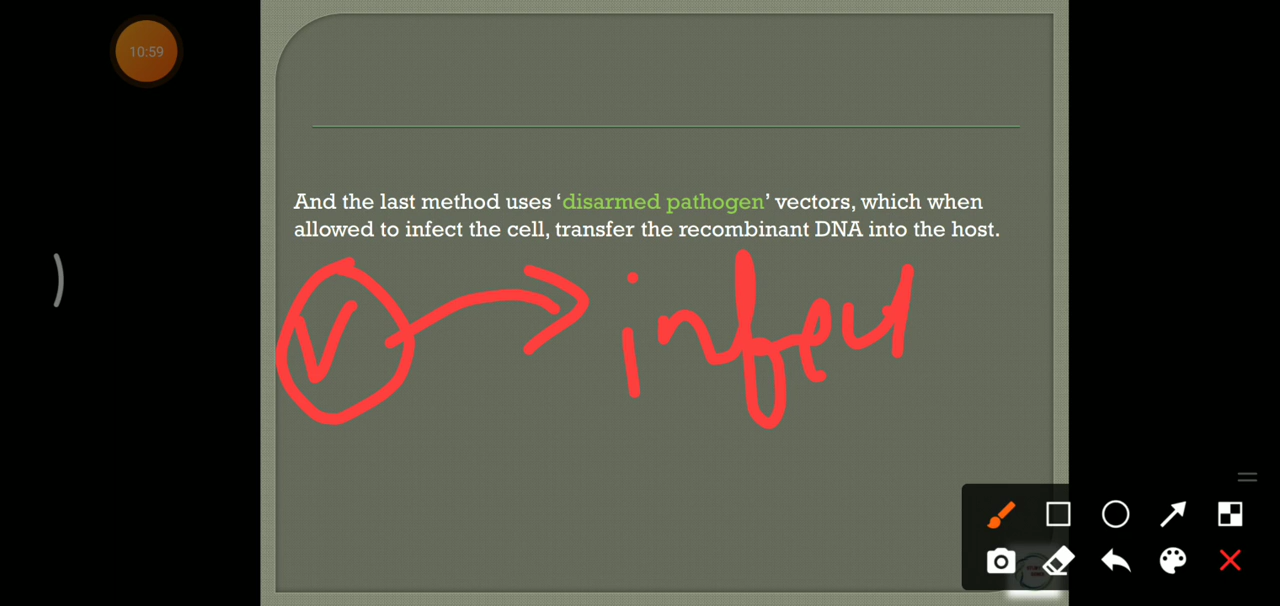 10:59
And the last method uses ‘disarmed pathogen’ vectors, which when
allowed to infect the cell, transfer the recombinant DNA into the host.
V infect